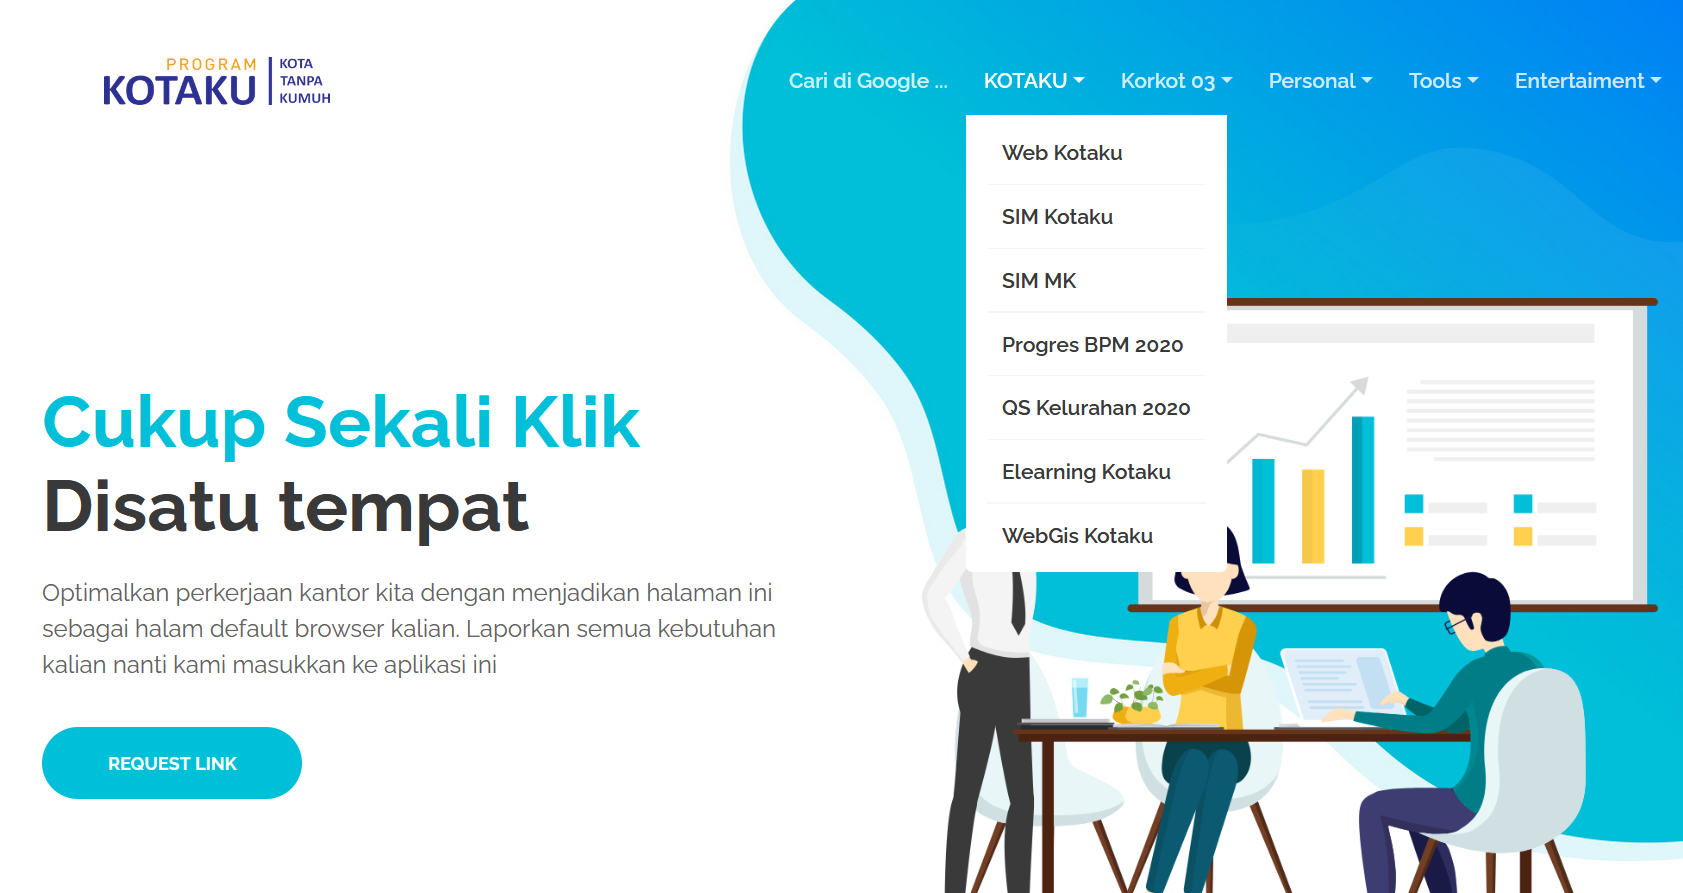 PROGRAM
KOTAKU
KOTA
TANPA
KUMUH
Cari di Google ...
KOTAKU
Korkot 03
Personal
Tools
Entertaiment
Web Kotaku
SIM Kotaku
SIM MK
Progres BPM 2020
QS Kelurahan 2020
Elearning Kotaku
WebGis Kotaku
Cukup Sekali Klik
Disatu tempat
Optimalkan perkerjaan kantor kita dengan menjadikan halaman ini
sebagai halam default browser kalian. Laporkan semua kebutuhan
kalian nanti kami masukkan ke aplikasi ini
REQUEST LINK